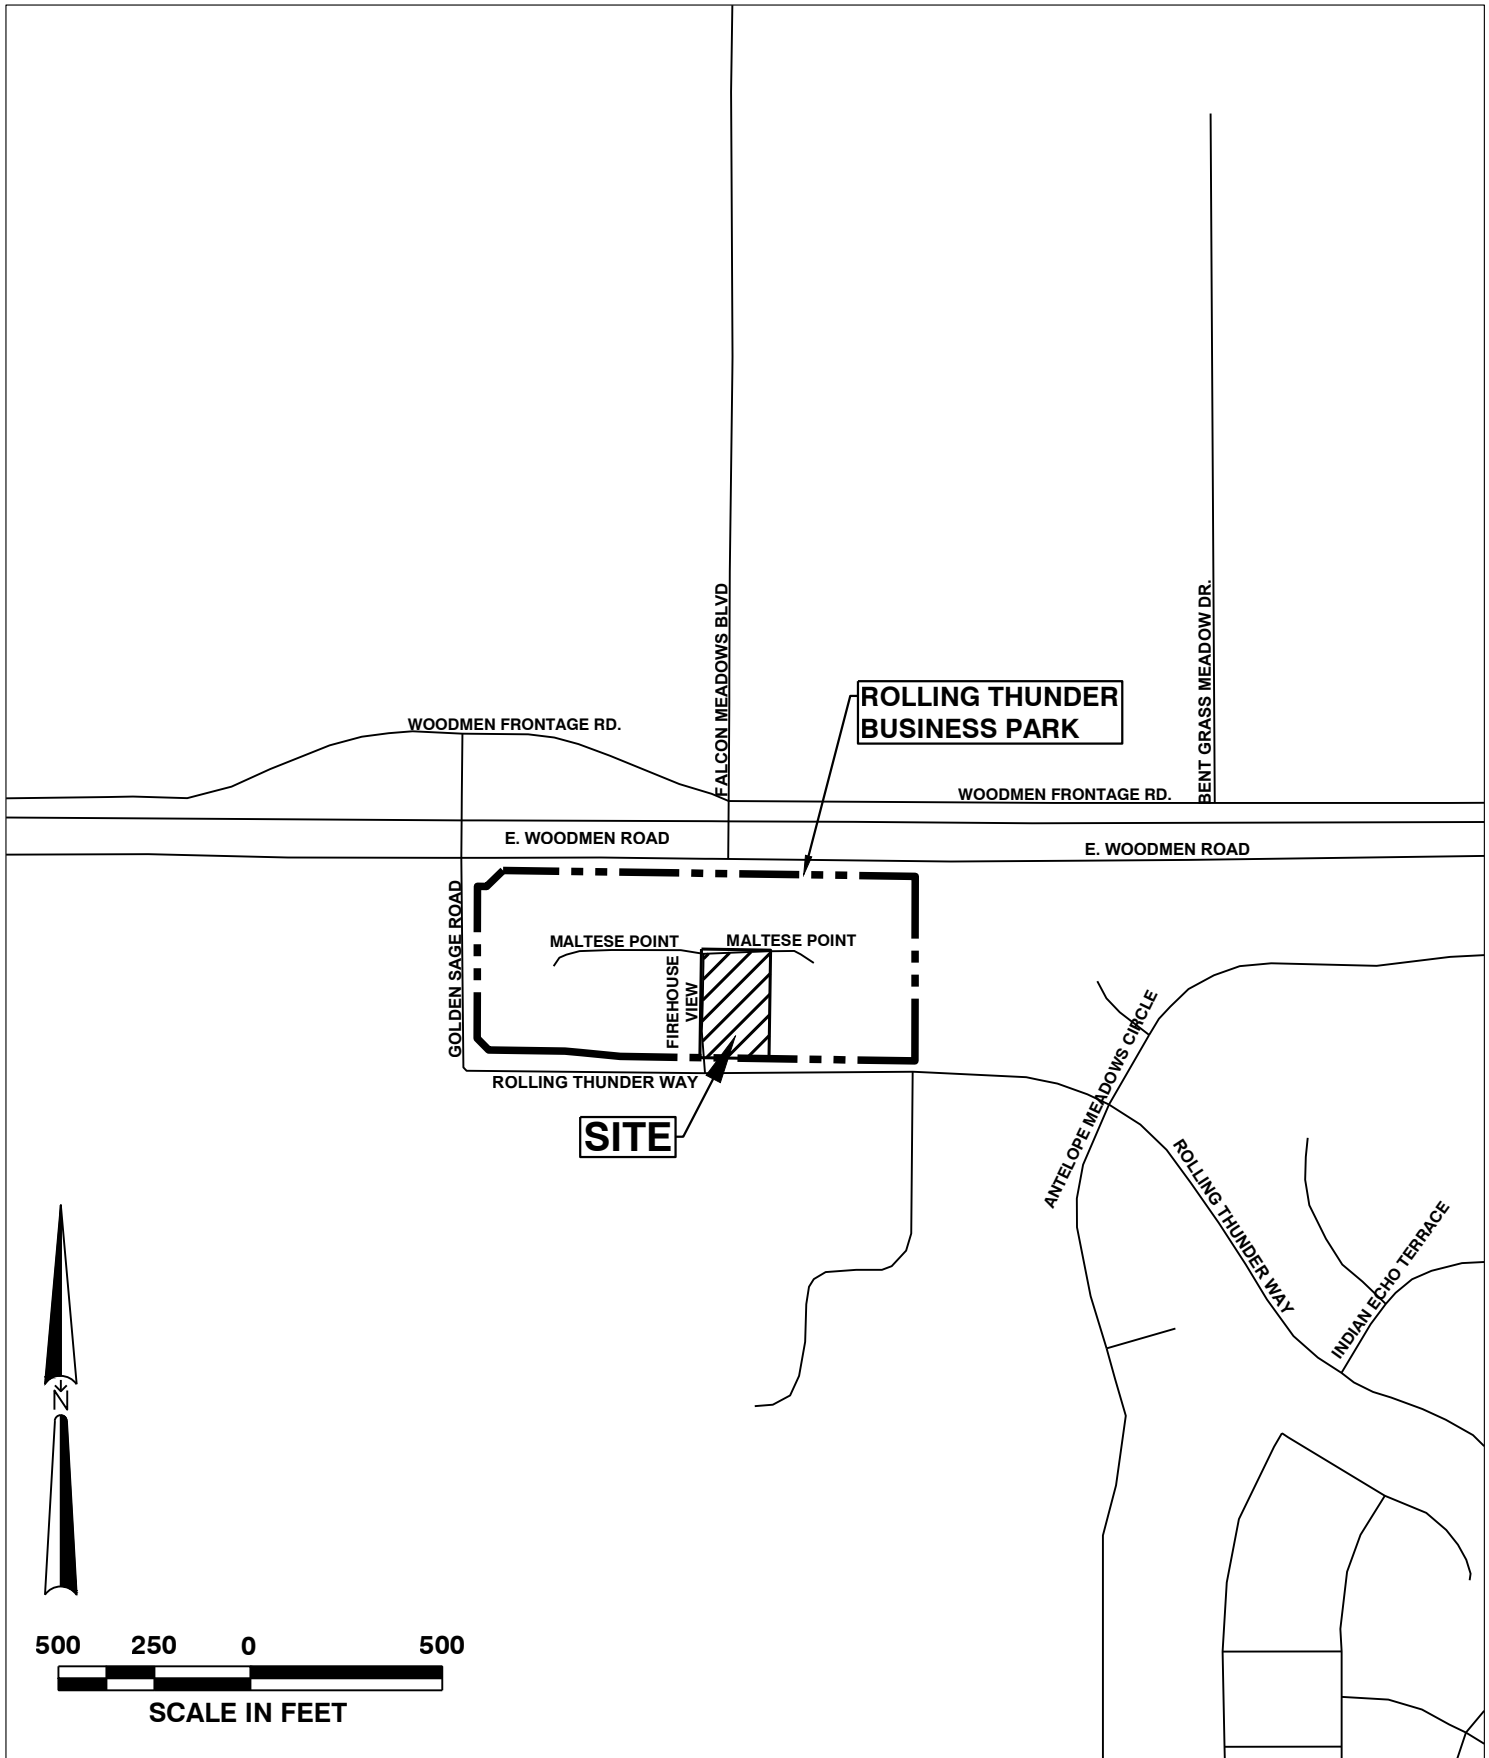 FALCON MEADOWS BLVD
BENT GRASS MEADOW DR.
ROLLING THUNDER
BUSINESS PARK
WOODMEN FRONTAGE RD.
WOODMEN FRONTAGE RD.
E. WOODMEN ROAD
E. WOODMEN ROAD
GOLDEN SAGE ROAD
MALTESE POINT
MALTESE POINT
FIREHOUSE
VIEW
ROLLING THUNDER WAY
SITE
ANTELOPE MEADOWS CIRCLE
ROLLING THUNDER WAY
INDIAN ECHO TERRACE
N
500 250 0 500
SCALE IN FEET